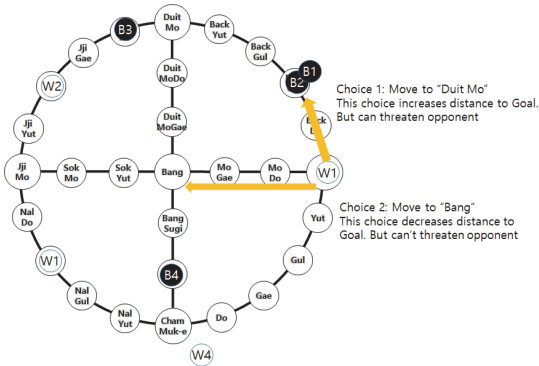 Duit
Mo
B3
Back
Yut
Jji
Gae
Back
Gul
B1
B2
W2
Duit
MoDo
Choice 1: Move to “Duit Mo”
This choice increases distance to Goal.
But can threaten opponent
Jji
Yut
Duit
MoGae
Back
Jji
Mo
Sok
Mo
Sok
Yut
Bang
Mo
Gae
Mo
Do
W1
Choice 2: Move to “Bang”
This choice decreases distance to
Goal. But can’t threaten opponent
Nal
Do
Bang
Sugi
Yut
W1
Gul
B4
Nal
Gul
Gae
Nal
Yut
Cham
Muk-e
Do
W4